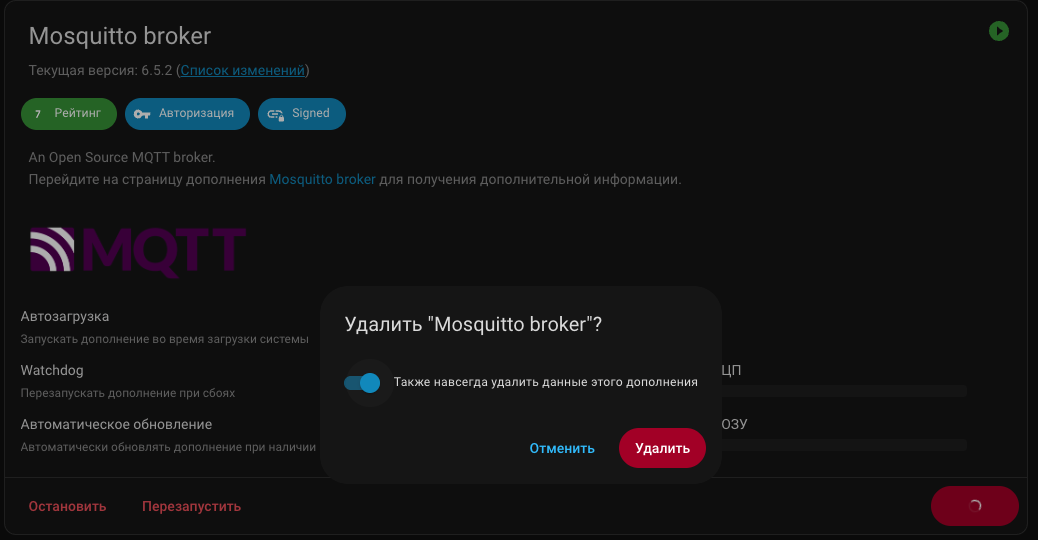 Mosquitto broker
Текущая версия: 6.5.2 (Список изменений)
7 Рейтинг
Авторизация
Signed
An Open Source MQTT broker.
Перейдите на страницу дополнения Mosquitto broker для получения дополнительной информации.
MQTT
Автозагрузка
Запускать дополнение во время загрузки системы
Watchdog
Перезапускать дополнение при сбоях
Автоматическое обновление
Автоматически обновлять дополнение при наличии
ЦП
ОЗУ
Удалить "Mosquitto broker"?
Также навсегда удалить данные этого дополнения
Отменить
Удалить
Остановить
Перезапустить